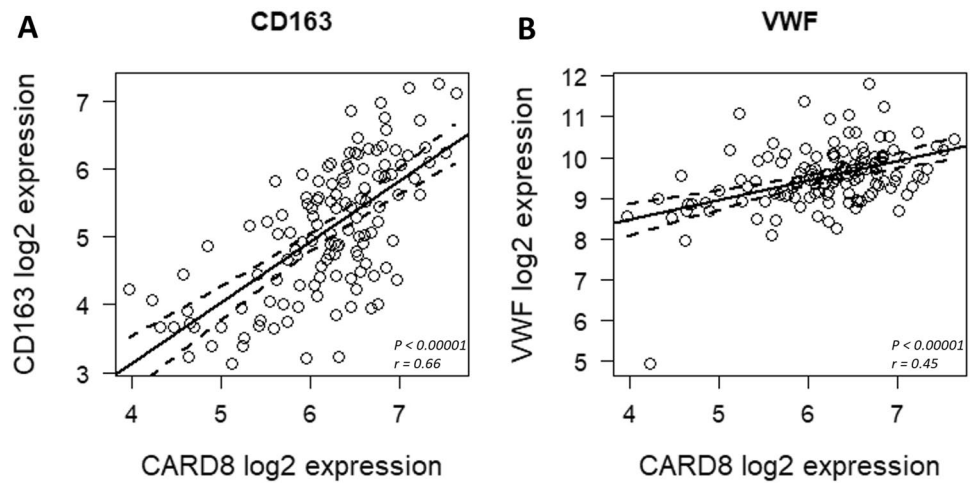 A
CD163
CD163 log2 expression
7
6
5
4
3
P < 0.00001
r = 0.66
4 5 6 7
CARD8 log2 expression
B
VWF
VWF log2 expression
12
11
10
9
8
7
6
5
P < 0.00001
r = 0.45
4 5 6 7
CARD8 log2 expression